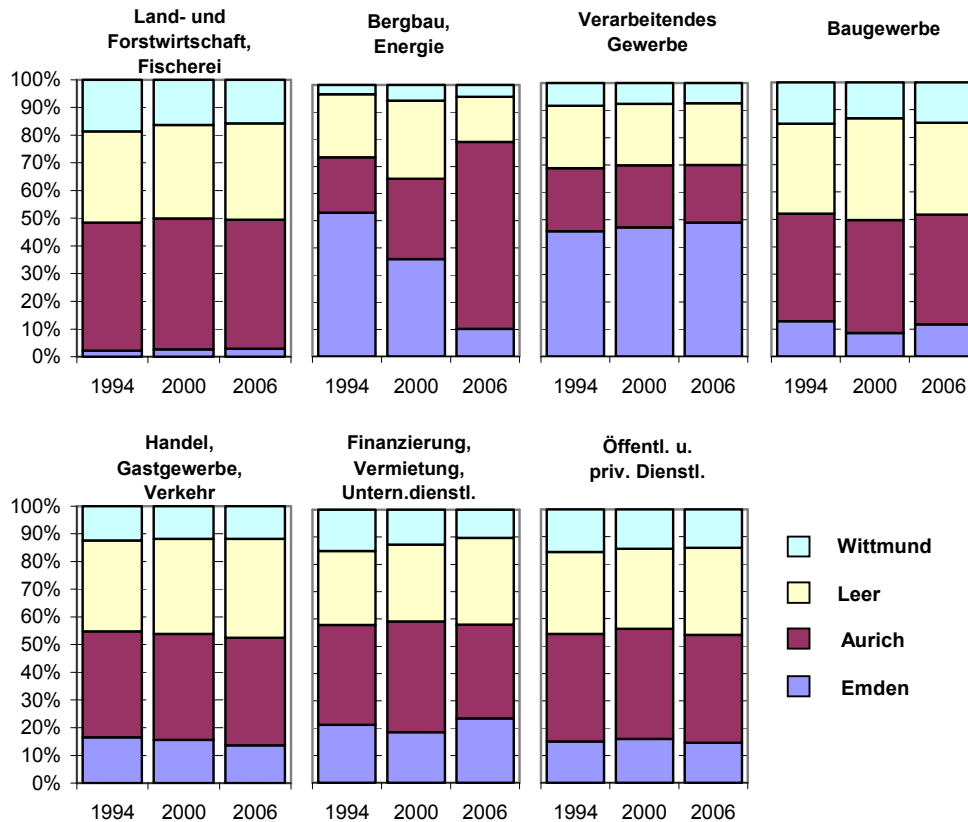 Land- und
Forstwirtschaft,
Fischerei
Bergbau,
Energie
Verarbeitendes
Gewerbe
Baugewerbe
100%
90%
80%
70%
60%
50%
40%
30%
20%
10%
0%
1994 2000 2006
1994 2000 2006
1994 2000 2006
1994 2000 2006
Handel,
Gastgewerbe,
Verkehr
Finanzierung,
Vermietung,
Untern.dienstl.
Öffentl. u.
priv. Dienstl.
100%
90%
80%
70%
60%
50%
40%
30%
20%
10%
0%
1994 2000 2006
1994 2000 2006
1994 2000 2006
Wittmund
Leer
Aurich
Emden